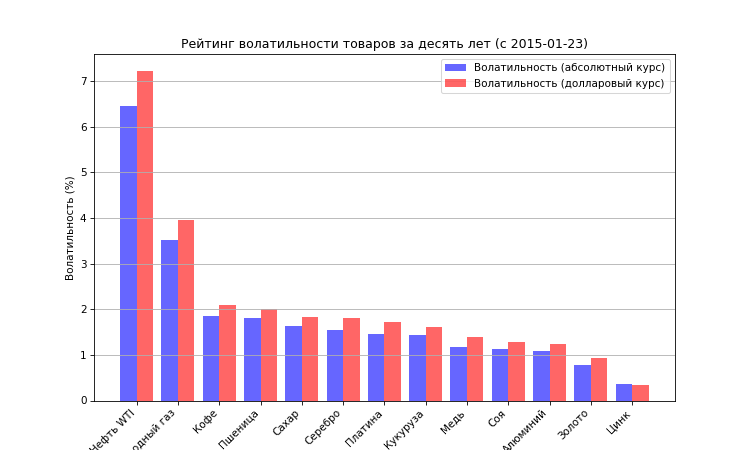 Рейтинг волатильности товаров за десять лет (с 2015-01-23)
Волатильность (абсолютный курс)
Волатильность (долларовый курс)
Волатильность (%)
7
6
5
4
3
2
1
0
Нефть WTI
одный газ
Кофе
Пшеница
Сахар
Серебро
Платина
Кукуруза
Медь
Соя
Алюминий
Золото
Цинк